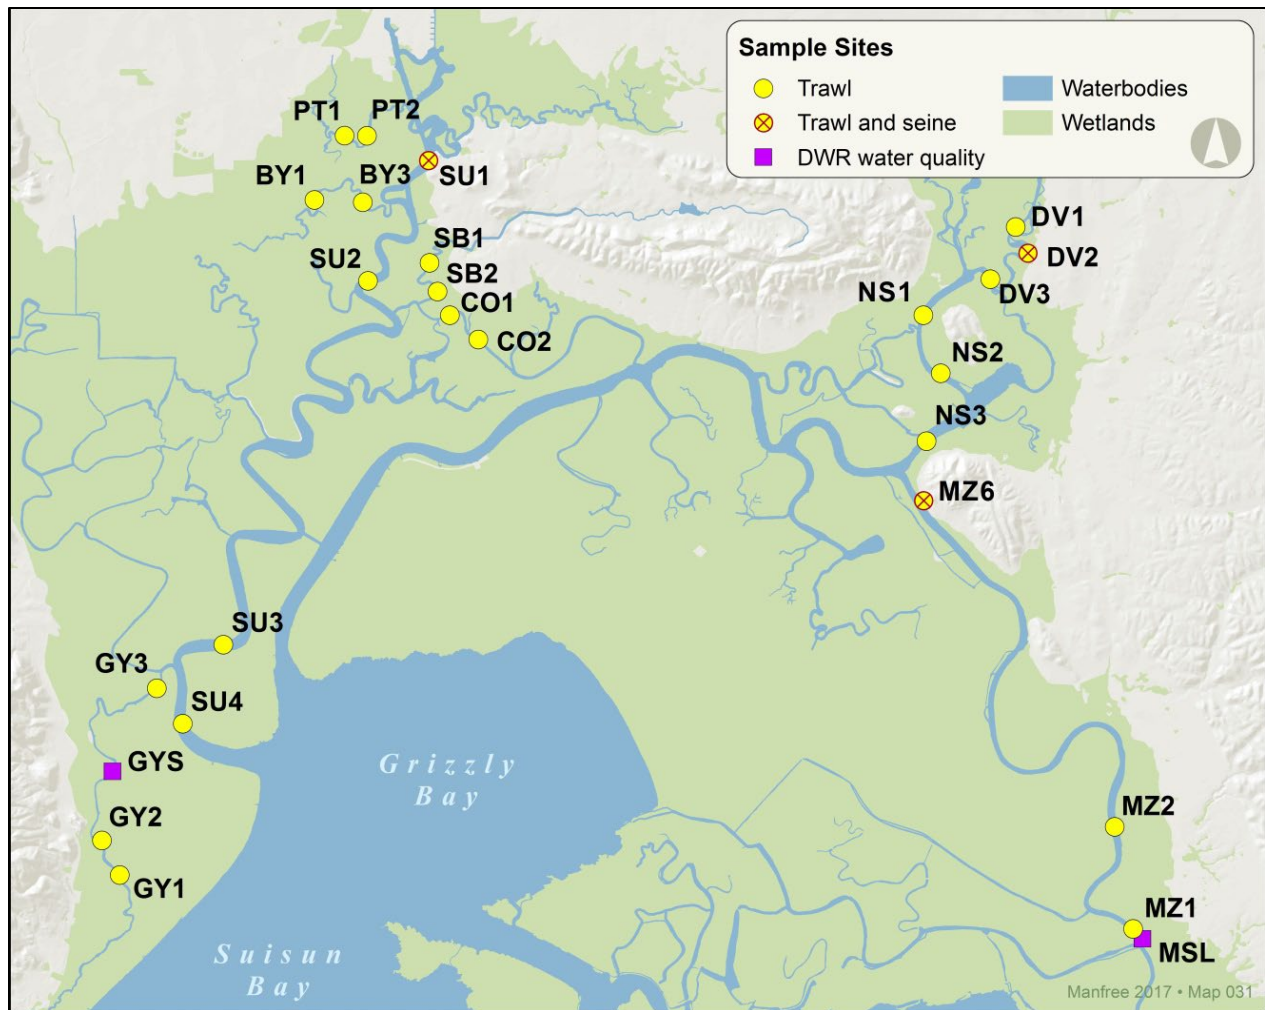 Sample Sites
Trawl
Trawl and seine
DWR water quality
Waterbodies
Wetlands
PT1
PT2
BY1
BY3
SU1
SB1
SU2
SB2
CO1
CO2
DV1
DV2
DV3
NS1
NS2
NS3
MZ6
SU3
GY3
SU4
GYS
GY2
GY1
Grizzly
Bay
MZ2
MZ1
MSL
Suisun
Bay
Manfree 2017 • Map 031